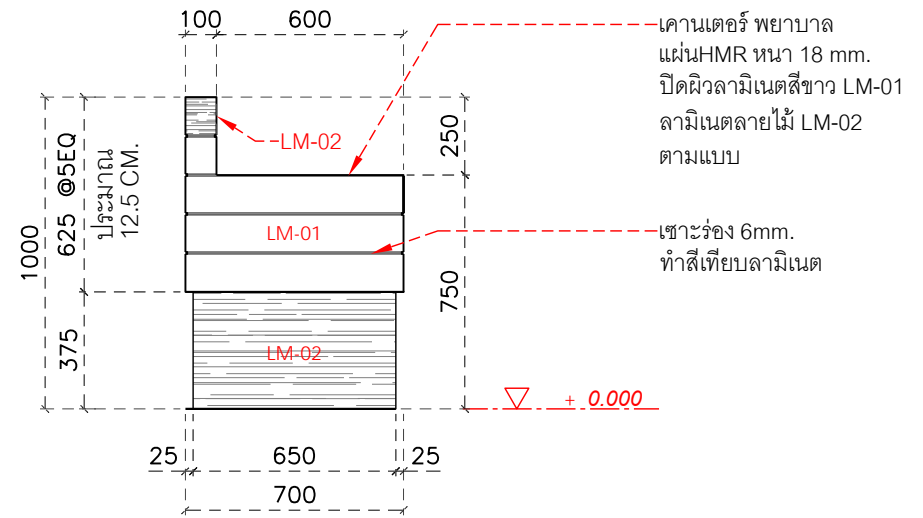 100
600
เคานเตอร์ พยาบาล
แผ่นHMR หนา 18 mm.
ปิดผิวลามิเนตสีขาว LM-01
ลามิเนตลายไม้ LM-02
ตามแบบ
LM-02
250
1000
625 @5EQ
ประมาณ
12.5 CM.
LM-01
เซาะร่อง 6mm.
ทำสีเทียบลามิเนต
750
375
LM-02
+ 0.000
25
650
25
700